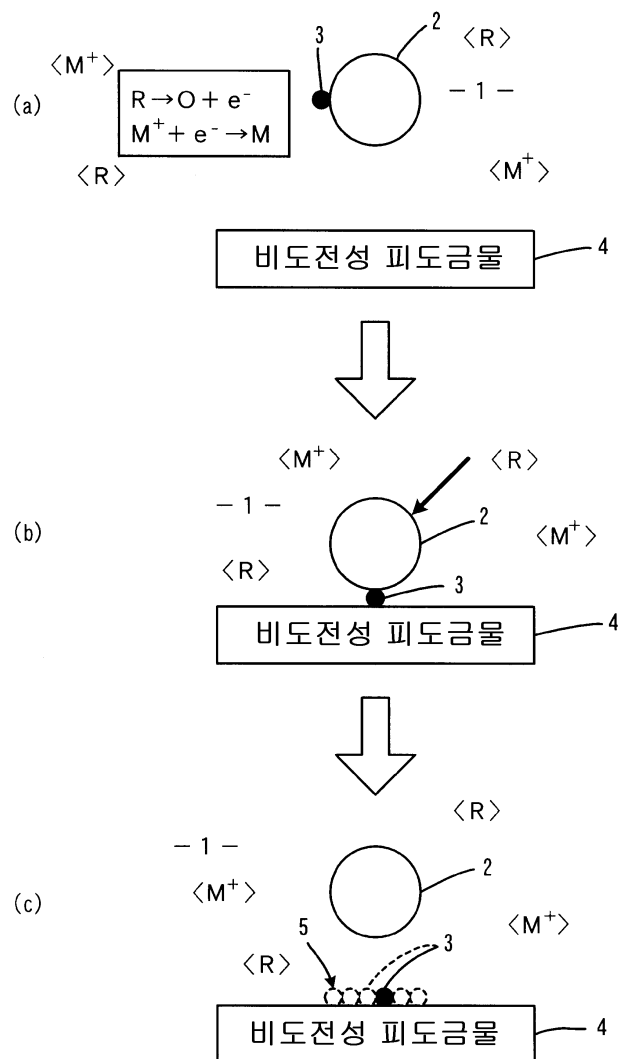 3
2
〈R〉
〈M⁺〉
(a)
R→O+e⁻
M⁺+e⁻→M
-1-
〈R〉
〈M⁺〉
비도전성 피도금물
4
〈M⁺〉
〈R〉
-1-
2
(b)
〈M⁺〉
〈R〉
3
비도전성 피도금물
4
〈R〉
-1-
2
〈M⁺〉
(c)
〈M⁺〉
5
3
〈R〉
비도전성 피도금물
4